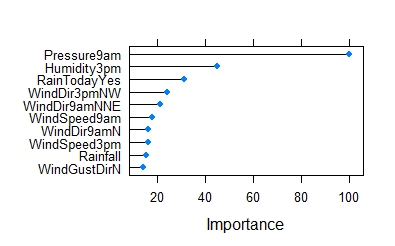 Pressure9am
Humidity3pm
RainTodayYes
WindDir3pmNW
WindDir9amNNE
WindSpeed9am
WindDir9amN
WindSpeed3pm
Rainfall
WindGustDirN
20 40 60 80 100
Importance